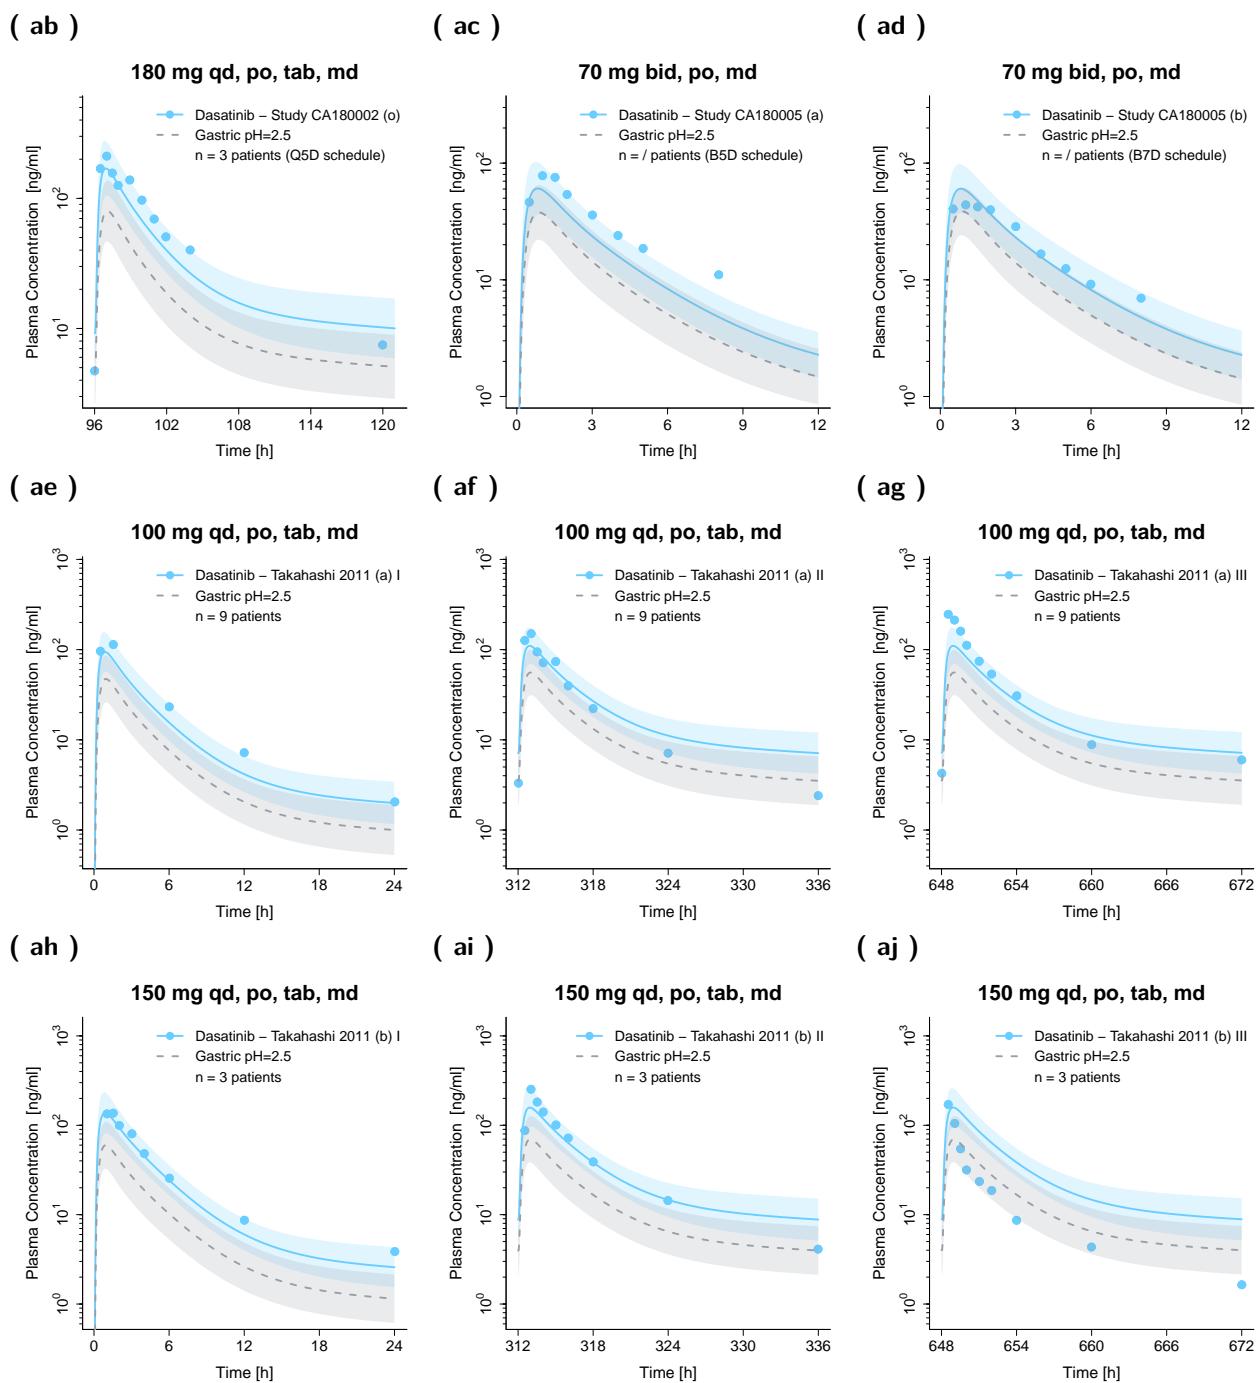 ( ab )
180 mg qd, po, tab, md
Dasatinib – Study CA180002 (o)
Gastric pH=2.5
n = 3 patients (Q5D schedule)
Plasma Concentration [ng/ml]
10^1 10^2
96 102 108 114 120
Time [h]
( ac )
70 mg bid, po, md
Dasatinib – Study CA180005 (a)
Gastric pH=2.5
n = / patients (B5D schedule)
Plasma Concentration [ng/ml]
10^0 10^1 10^2
0 3 6 9 12
Time [h]
( ad )
70 mg bid, po, md
Dasatinib – Study CA180005 (b)
Gastric pH=2.5
n = / patients (B7D schedule)
Plasma Concentration [ng/ml]
10^0 10^1 10^2
0 3 6 9 12
Time [h]
( ae )
100 mg qd, po, tab, md
Dasatinib – Takahashi 2011 (a) I
Gastric pH=2.5
n = 9 patients
Plasma Concentration [ng/ml]
10^0 10^1 10^2 10^3
0 6 12 18 24
Time [h]
( af )
100 mg qd, po, tab, md
Dasatinib – Takahashi 2011 (a) II
Gastric pH=2.5
n = 9 patients
Plasma Concentration [ng/ml]
10^0 10^1 10^2 10^3
312 318 324 330 336
Time [h]
( ag )
100 mg qd, po, tab, md
Dasatinib – Takahashi 2011 (a) III
Gastric pH=2.5
n = 9 patients
Plasma Concentration [ng/ml]
10^0 10^1 10^2 10^3
648 654 660 666 672
Time [h]
( ah )
150 mg qd, po, tab, md
Dasatinib – Takahashi 2011 (b) I
Gastric pH=2.5
n = 3 patients
Plasma Concentration [ng/ml]
10^0 10^1 10^2 10^3
0 6 12 18 24
Time [h]
( ai )
150 mg qd, po, tab, md
Dasatinib – Takahashi 2011 (b) II
Gastric pH=2.5
n = 3 patients
Plasma Concentration [ng/ml]
10^0 10^1 10^2 10^3
312 318 324 330 336
Time [h]
( aj )
150 mg qd, po, tab, md
Dasatinib – Takahashi 2011 (b) III
Gastric pH=2.5
n = 3 patients
Plasma Concentration [ng/ml]
10^0 10^1 10^2 10^3
648 654 660 666 672
Time [h]